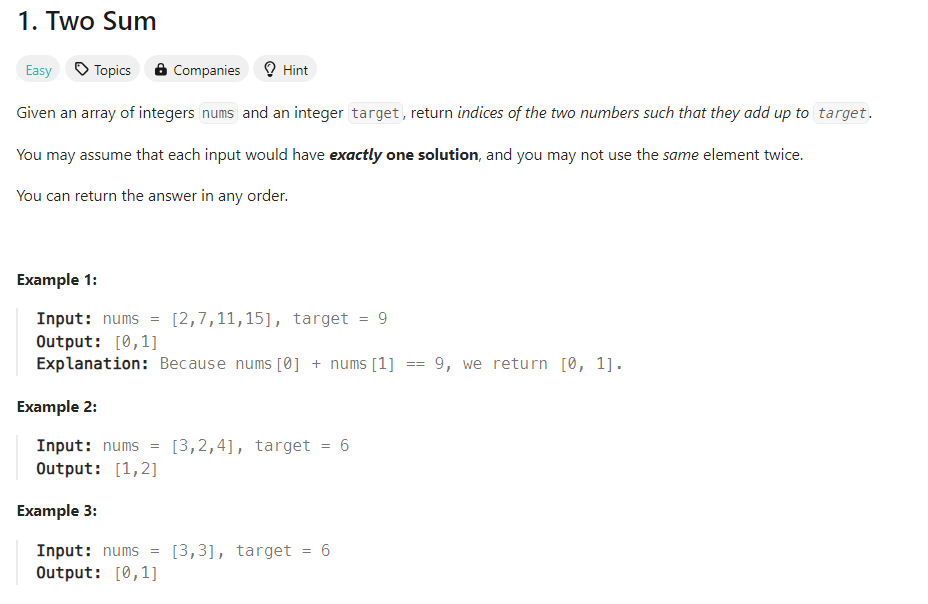 1. Two Sum
Easy Topics Companies Hint
Given an array of integers nums and an integer target, return indices of the two numbers such that they add up to target.
You may assume that each input would have exactly one solution, and you may not use the same element twice.
You can return the answer in any order.
Example 1:
Input: nums = [2,7,11,15], target = 9
Output: [0,1]
Explanation: Because nums[0] + nums[1] == 9, we return [0, 1].
Example 2:
Input: nums = [3,2,4], target = 6
Output: [1,2]
Example 3:
Input: nums = [3,3], target = 6
Output: [0,1]